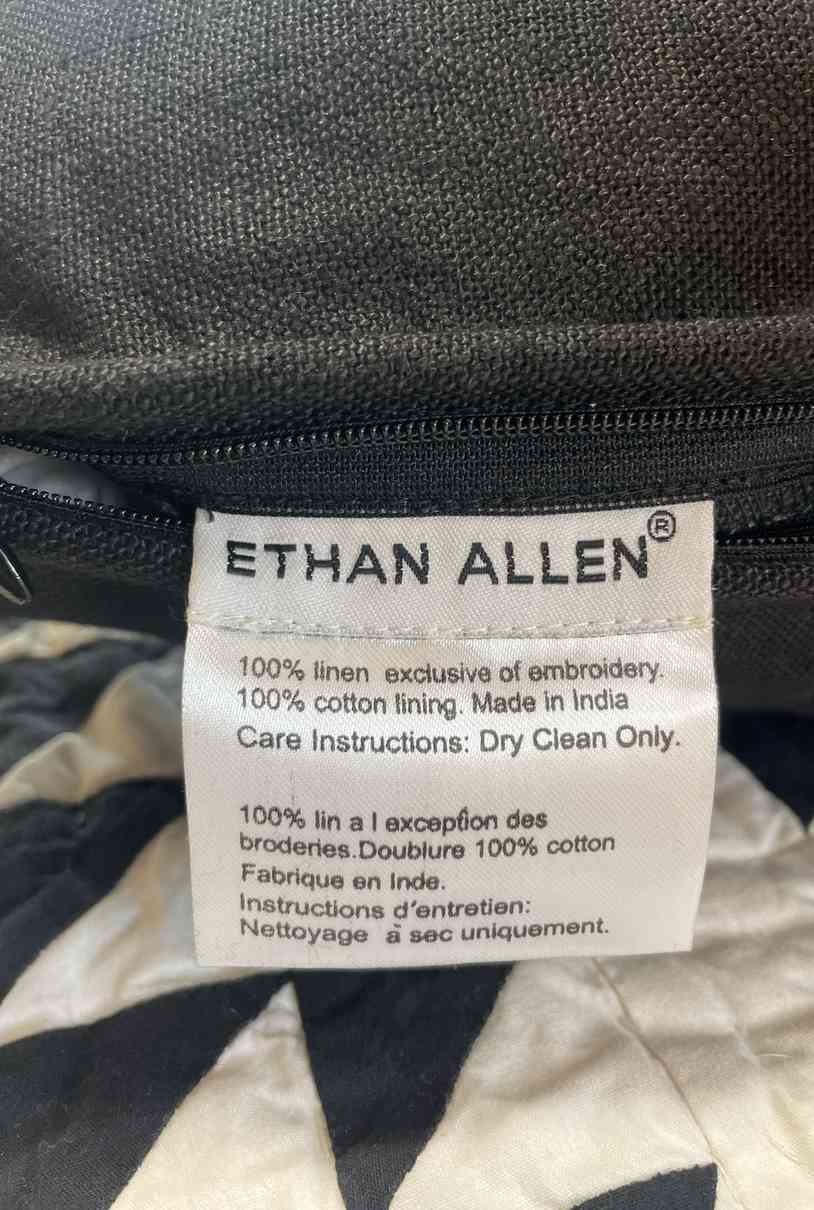 ETHAN ALLEN®
100% linen exclusive of embroidery.
100% cotton lining. Made in India
Care Instructions: Dry Clean Only.
100% lin a l exception des
broderies.Doublure 100% cotton
Fabrique en Inde.
Instructions d'entretien:
Nettoyage à sec uniquement.